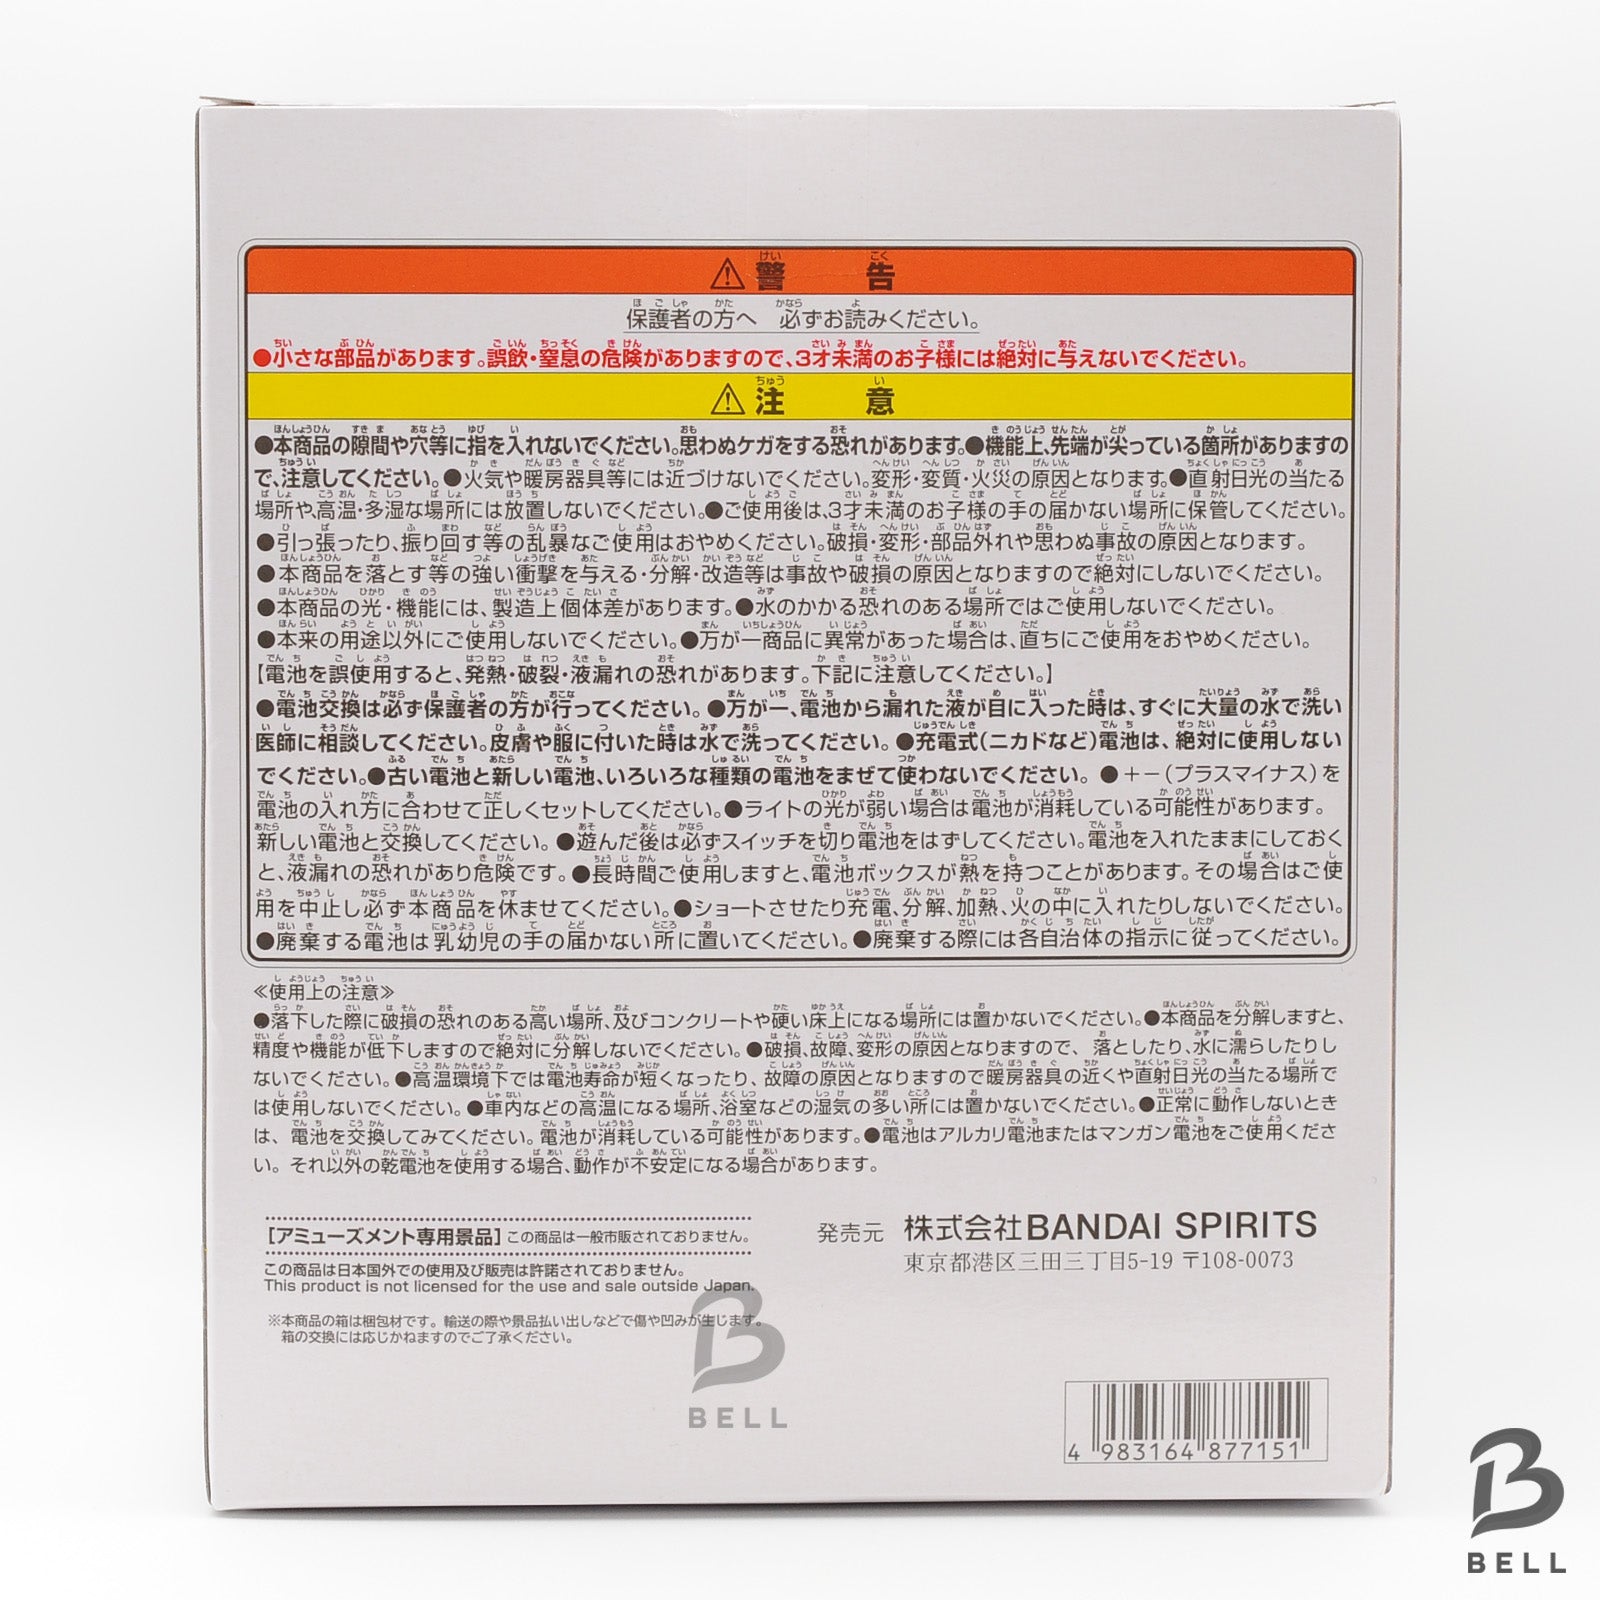 ⚠警告
保護者の方へ 必ずお読みください。
●小さな部品があります。誤飲・窒息の危険がありますので、3才未満のお子様には絶対に与えないでください。
⚠注意
●本商品の隙間や穴等に指を入れないでください。思わぬケガをする恐れがあります。●機能上、先端が尖っている箇所がありますの
で、注意してください。●火気や暖房器具等には近づけないでください。変形・変質・火災の原因となります。●直射日光の当たる
場所や、高温・多湿な場所には放置しないでください。●ご使用後は、3才未満のお子様の手の届かない場所に保管してください。
●引っ張ったり、振り回す等の乱暴なご使用はおやめください。破損・変形・部品外れや思わぬ事故の原因となります。
●本商品を落とす等の強い衝撃を与える・分解・改造等は事故や破損の原因となりますので絶対にしないでください。
●本商品の光・機能には、製造上個体差があります。●水のかかる恐れのある場所ではご使用しないでください。
●本来の用途以外にご使用しないでください。●万が一商品に異常があった場合は、直ちにご使用をおやめください。
【電池を誤使用すると、発熱・破裂・液漏れの恐れがあります。下記に注意してください。】
●電池交換は必ず保護者の方が行ってください。●万が一、電池から漏れた液が目に入った時は、すぐに大量の水で洗い
医師に相談してください。皮膚や服に付いた時は水で洗ってください。●充電式(ニカドなど)電池は、絶対に使用しない
でください。●古い電池と新しい電池、いろいろな種類の電池をまぜて使わないでください。●+−(プラスマイナス)を
電池の入れ方に合わせて正しくセットしてください。●ライトの光が弱い場合は電池が消耗している可能性があります。
新しい電池と交換してください。●遊んだ後は必ずスイッチを切り電池をはずしてください。電池を入れたままにしておく
と、液漏れの恐れがあり危険です。●長時間ご使用しますと、電池ボックスが熱を持つことがあります。その場合はご使
用を中止し必ず本商品を休ませてください。●ショートさせたり充電、分解、加熱、火の中に入れたりしないでください。
●廃棄する電池は乳幼児の手の届かない所に置いてください。●廃棄する際には各自治体の指示に従ってください。
≪使用上の注意≫
●落下した際に破損の恐れのある高い場所、及びコンクリートや硬い床上になる場所には置かないでください。●本商品を分解しますと、
精度や機能が低下しますので絶対に分解しないでください。●破損、故障、変形の原因となりますので、落としたり、水に濡らしたりし
ないでください。●高温環境下では電池寿命が短くなったり、故障の原因となりますので暖房器具の近くや直射日光の当たる場所で
は使用しないでください。●車内などの高温になる場所、浴室などの湿気の多い所には置かないでください。●正常に動作しないとき
は、電池を交換してみてください。電池が消耗している可能性があります。●電池はアルカリ電池またはマンガン電池をご使用くださ
い。それ以外の乾電池を使用する場合、動作が不安定になる場合があります。
[アミューズメント専用景品] この商品は一般市販されておりません。
この商品は日本国外での使用及び販売は許諾されておりません。
This product is not licensed for the use and sale outside Japan.
※本商品の箱は梱包材です。輸送の際や景品払い出しなどで傷や凹みが生じます。
箱の交換には応じかねますのでご了承ください。
発売元 株式会社BANDAI SPIRITS
東京都港区三田三丁目5-19 〒108-0073
BELL
4 983164 877151
BELL